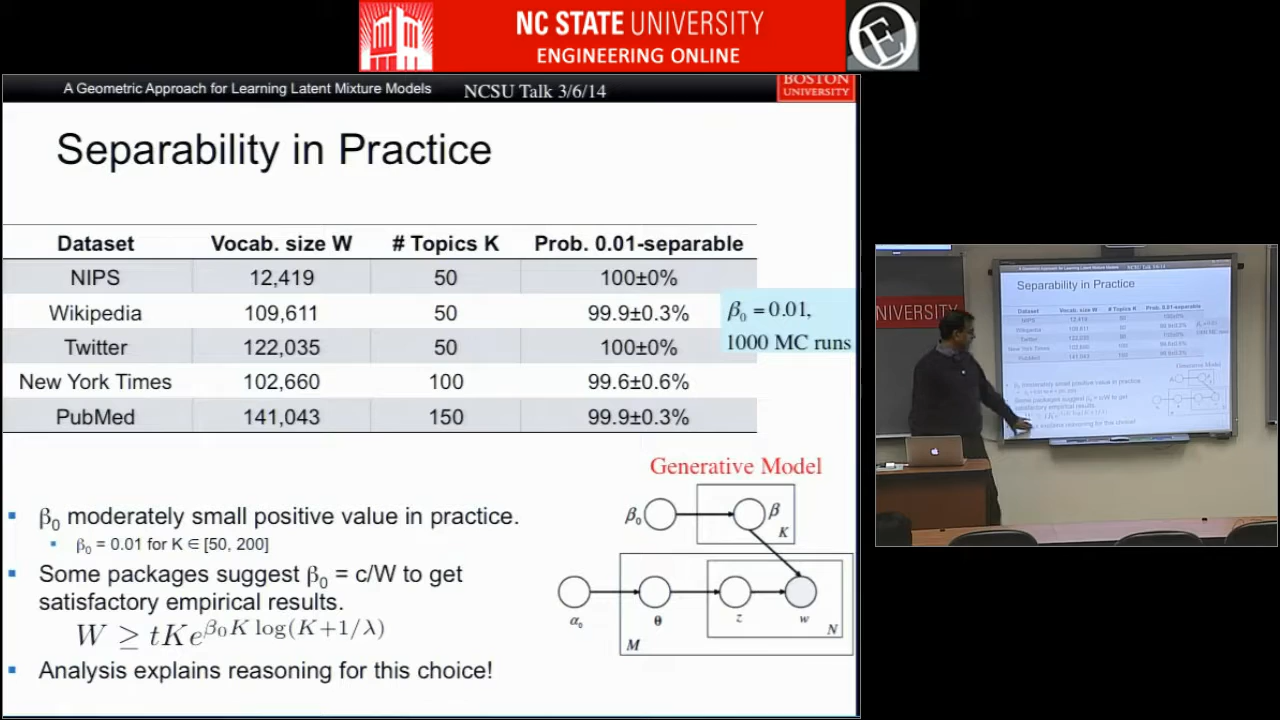 NC STATE UNIVERSITY
ENGINEERING ONLINE
A Geometric Approach for Learning Latent Mixture Models
NCSU Talk 3/6/14
BOSTON
UNIVERSITY
Separability in Practice
Dataset Vocab. size W # Topics K Prob. 0.01-separable
NIPS 12,419 50 100±0%
Wikipedia 109,611 50 99.9±0.3%
Twitter 122,035 50 100±0%
New York Times 102,660 100 99.6±0.6%
PubMed 141,043 150 99.9±0.3%
β₀ = 0.01,
1000 MC runs
Generative Model
β₀ β K
α₀ θ z w M N
▪ β₀ moderately small positive value in practice.
▪ β₀ = 0.01 for K ∈ [50, 200]
▪ Some packages suggest β₀ = c/W to get
satisfactory empirical results.
W ≥ tKe^{β₀K log(K+1/λ)}
▪ Analysis explains reasoning for this choice!
UNIVERSITY
Separability in Practice
Generative Model